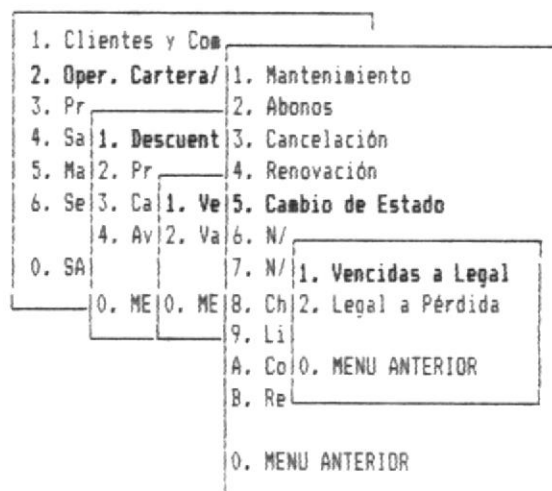 1. Clientes y Com
2. Oper. Cartera/ 1. Mantenimiento
3. Pr 2. Abonos
4. Sa 1. Descuent 3. Cancelación
5. Ma 2. Pr 4. Renovación
6. Se 3. Ca 1. Ve 5. Cambio de Estado
4. Av 2. Va 6. N/
0. SA 7. N/ 1. Vencidas a Legal
0. ME 0. ME 8. Ch 2. Legal a Pérdida
9. Li
A. Co 0. MENU ANTERIOR
B. Re
0. MENU ANTERIOR